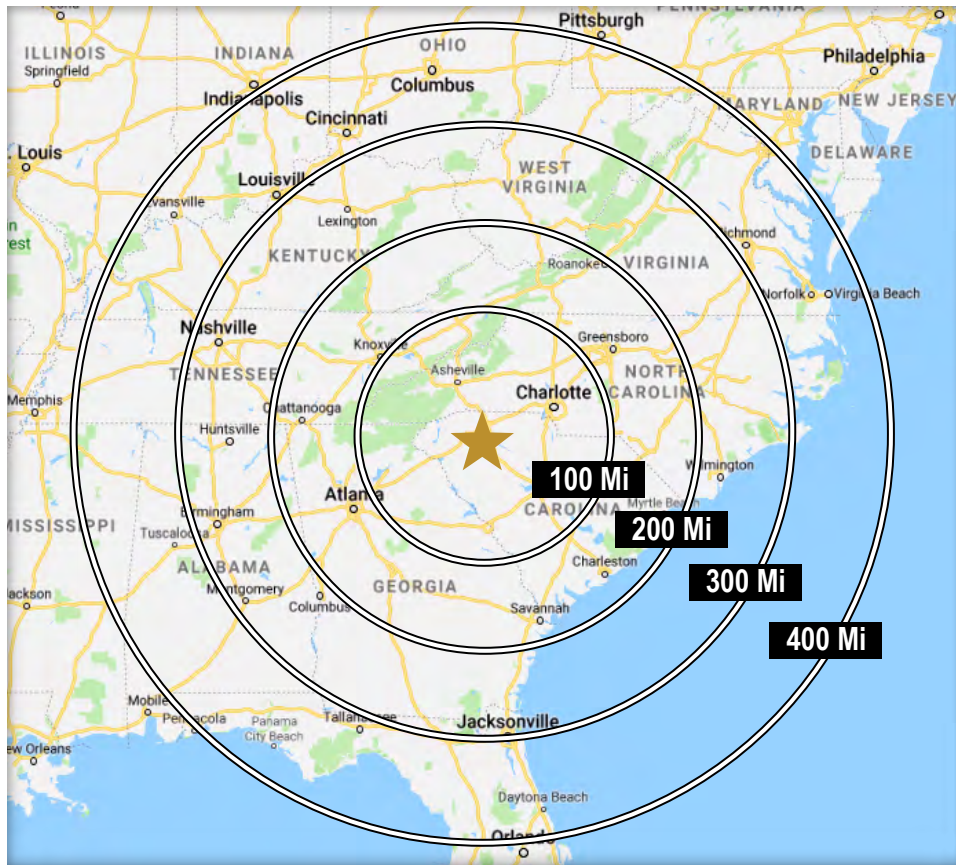 Pittsburgh
PENNSYLVANIA
OHIO
ILLINOIS
INDIANA
Philadelphia
Springfield
Columbus
Indianapolis
MARYLAND
NEW JERSEY
Cincinnati
. Louis
DELAWARE
WEST
VIRGINIA
Louisville
Evansville
Lexington
Richmond
KENTUCKY
Roanoke
VIRGINIA
Norfolk
Virginia Beach
Nashville
Knoxville
Greensboro
TENNESSEE
Asheville
NORTH
CAROLINA
Charlotte
Memphis
Chattanooga
Huntsville
Wilmington
100 Mi
Atlanta
CAROLINA
Myrtle Beach
MISSISSIPPI
Birmingham
200 Mi
Tuscaloosa
Charleston
ALABAMA
GEORGIA
300 Mi
Montgomery
Columbus
Savannah
ackson
400 Mi
Mobile
Pensacola
Tallahassee
Panama
City Beach
Jacksonville
ew Orleans
Daytona Beach
Orlando